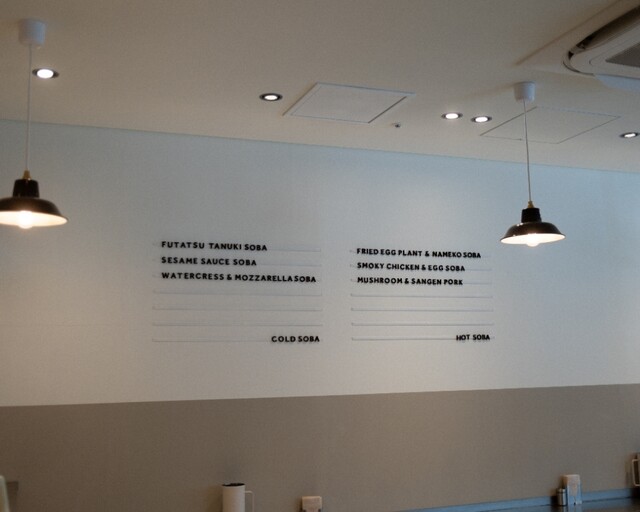 FUTATSU TANUKI SOBA
SESAME SAUCE SOBA
WATERCRESS & MOZZARELLA SOBA
COLD SOBA
FRIED EGG PLANT & NAMEKO SOBA
SMOKY CHICKEN & EGG SOBA
MUSHROOM & SANGEN PORK
HOT SOBA